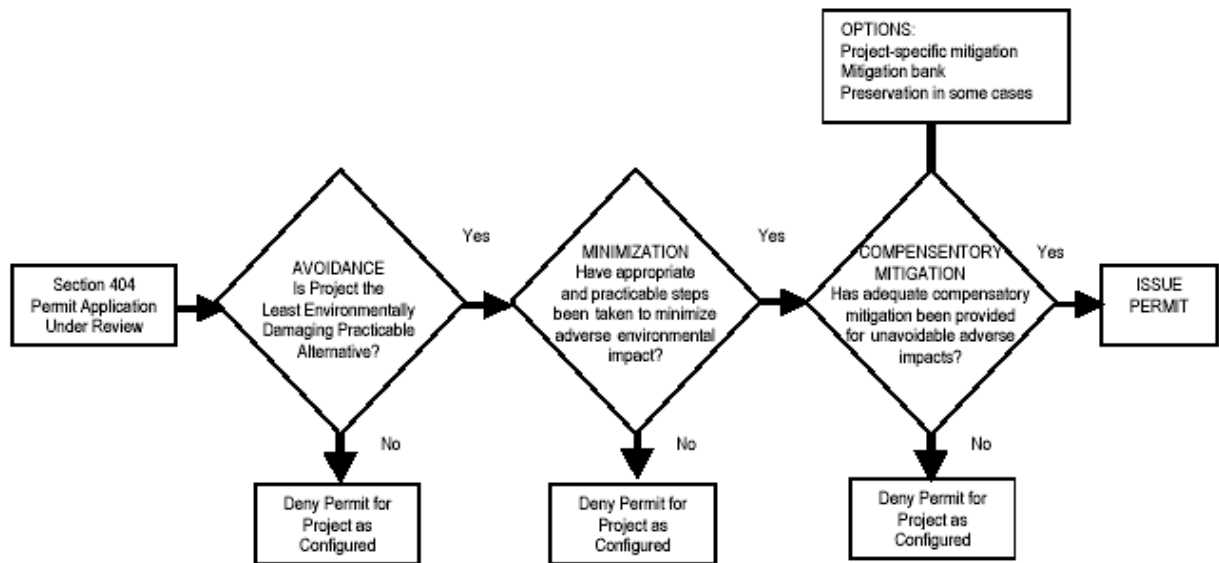 OPTIONS:
Project-specific mitigation
Mitigation bank
Preservation in some cases
Section 404
Permit Application
Under Review
AVOIDANCE
Is Project the
Least Environmentally
Damaging Practicable
Alternative?
Yes
No
Deny Permit for
Project as
Configured
MINIMIZATION
Have appropriate
and practicable steps
been taken to minimize
adverse environmental
impact?
Yes
No
Deny Permit for
Project as
Configured
COMPENSENTORY
MITIGATION
Has adequate compensatory
mitigation been provided
for unavoidable adverse
impacts?
Yes
No
Deny Permit for
Project as
Configured
ISSUE
PERMIT